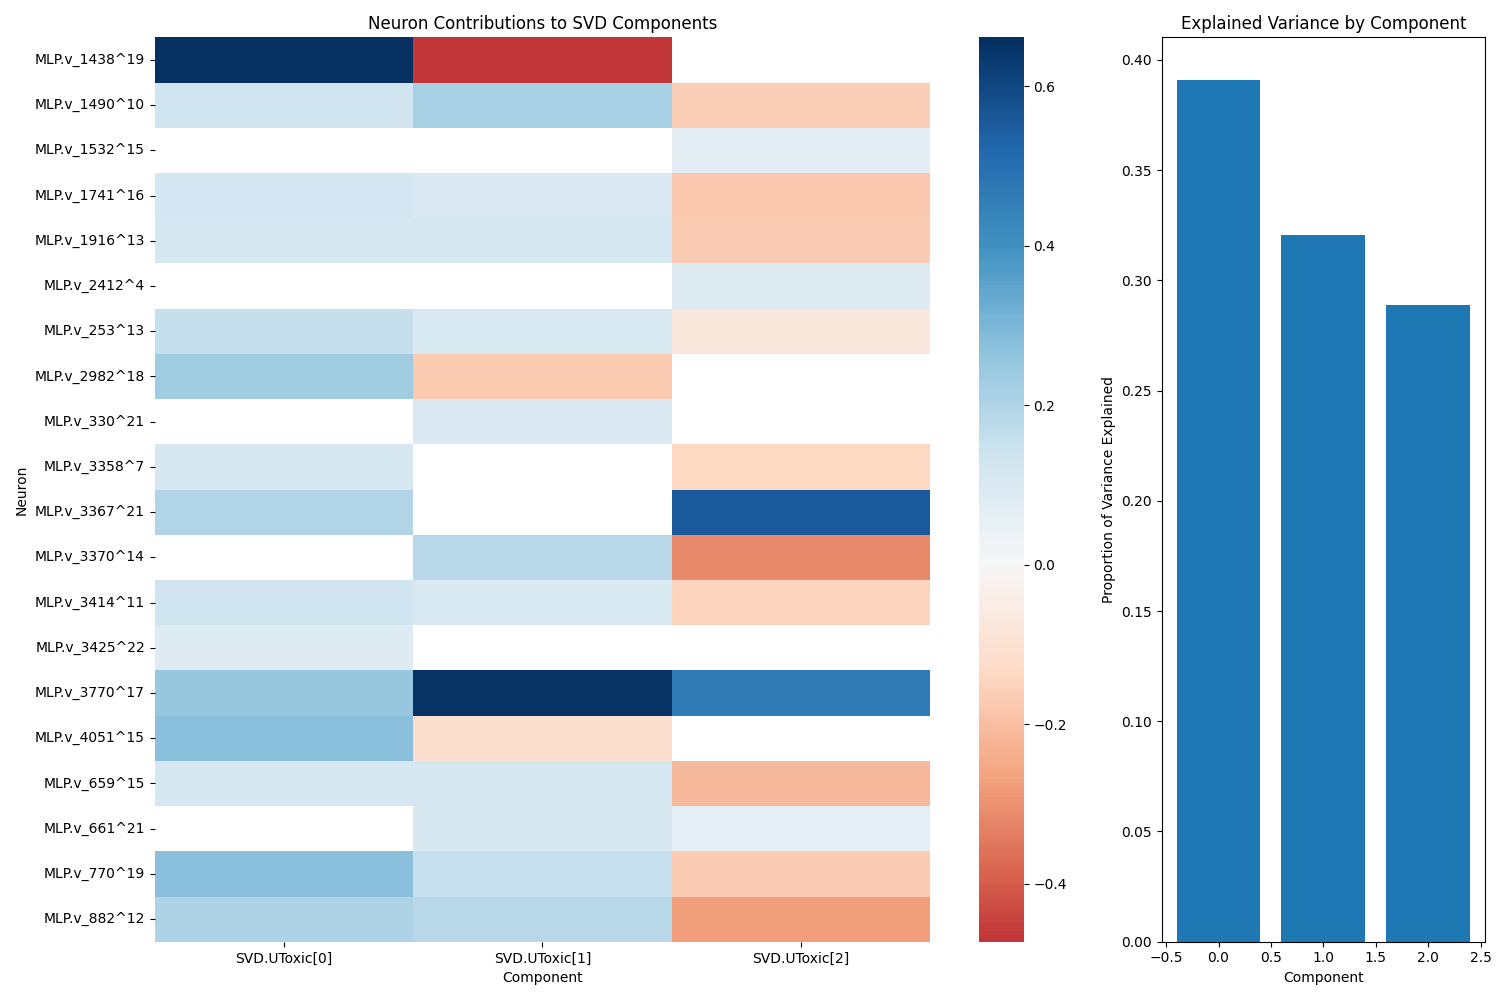 Neuron Contributions to SVD Components
Neuron
MLP.v_1438^19
MLP.v_1490^10
MLP.v_1532^15
MLP.v_1741^16
MLP.v_1916^13
MLP.v_2412^4
MLP.v_253^13
MLP.v_2982^18
MLP.v_330^21
MLP.v_3358^7
MLP.v_3367^21
MLP.v_3370^14
MLP.v_3414^11
MLP.v_3425^22
MLP.v_3770^17
MLP.v_4051^15
MLP.v_659^15
MLP.v_661^21
MLP.v_770^19
MLP.v_882^12
SVD.UToxic[0] SVD.UToxic[1] SVD.UToxic[2]
Component
0.6
0.4
0.2
0.0
−0.2
−0.4
Explained Variance by Component
Proportion of Variance Explained
0.40
0.35
0.30
0.25
0.20
0.15
0.10
0.05
0.00
−0.5 0.0 0.5 1.0 1.5 2.0 2.5
Component